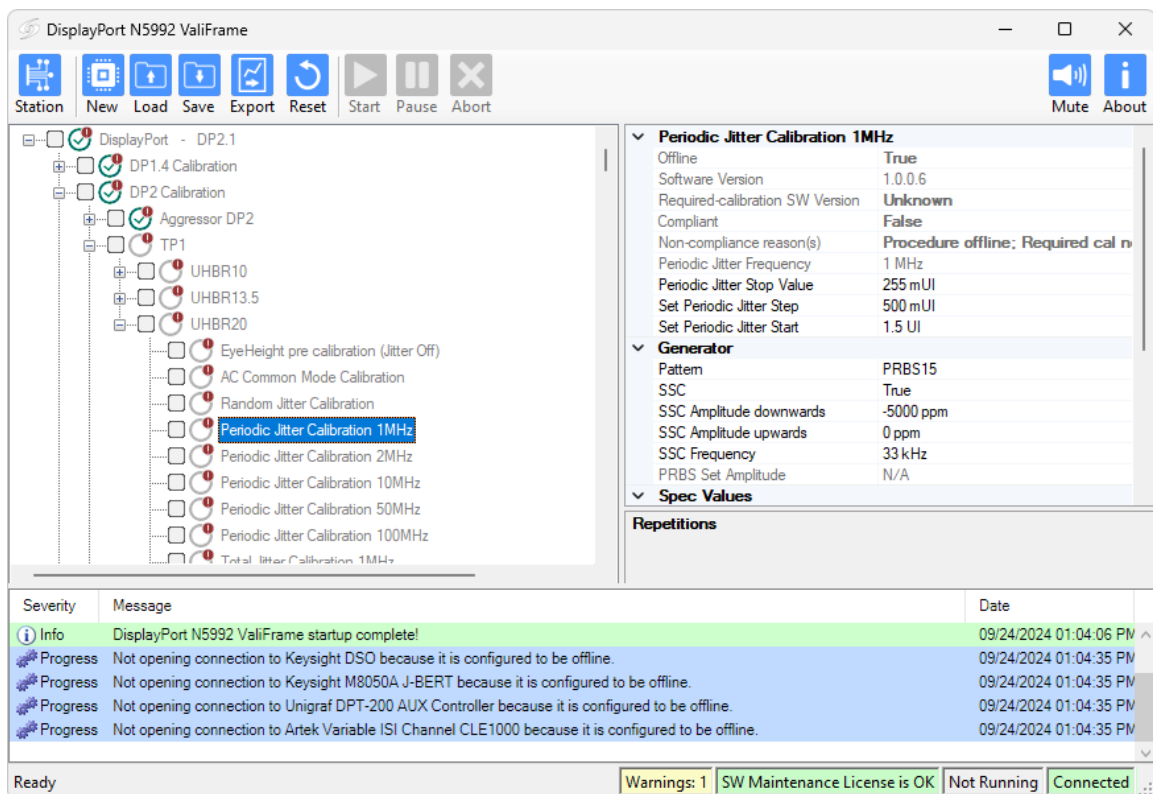 DisplayPort N5992 ValiFrame
Station New Load Save Export Reset Start Pause Abort Mute About
DisplayPort - DP2.1
DP1.4 Calibration
DP2 Calibration
Aggressor DP2
TP1
UHBR10
UHBR13.5
UHBR20
EyeHeight pre calibration (Jitter Off)
AC Common Mode Calibration
Random Jitter Calibration
Periodic Jitter Calibration 1MHz
Periodic Jitter Calibration 2MHz
Periodic Jitter Calibration 10MHz
Periodic Jitter Calibration 50MHz
Periodic Jitter Calibration 100MHz
Total Jitter Calibration 1MHz
Periodic Jitter Calibration 1MHz
Offline True
Software Version 1.0.0.6
Required-calibration SW Version Unknown
Compliant False
Non-compliance reason(s) Procedure offline; Required cal n
Periodic Jitter Frequency 1 MHz
Periodic Jitter Stop Value 255 mUI
Set Periodic Jitter Step 500 mUI
Set Periodic Jitter Start 1.5 UI
Generator
Pattern PRBS15
SSC True
SSC Amplitude downwards -5000 ppm
SSC Amplitude upwards 0 ppm
SSC Frequency 33 kHz
PRBS Set Amplitude N/A
Spec Values
Repetitions
Severity Message Date
Info DisplayPort N5992 ValiFrame startup complete! 09/24/2024 01:04:06 PM
Progress Not opening connection to Keysight DSO because it is configured to be offline. 09/24/2024 01:04:35 PM
Progress Not opening connection to Keysight M8050A J-BERT because it is configured to be offline. 09/24/2024 01:04:35 PM
Progress Not opening connection to Unigraf DPT-200 AUX Controller because it is configured to be offline. 09/24/2024 01:04:35 PM
Progress Not opening connection to Artek Variable ISI Channel CLE1000 because it is configured to be offline. 09/24/2024 01:04:35 PM
Ready Warnings: 1 SW Maintenance License is OK Not Running Connected